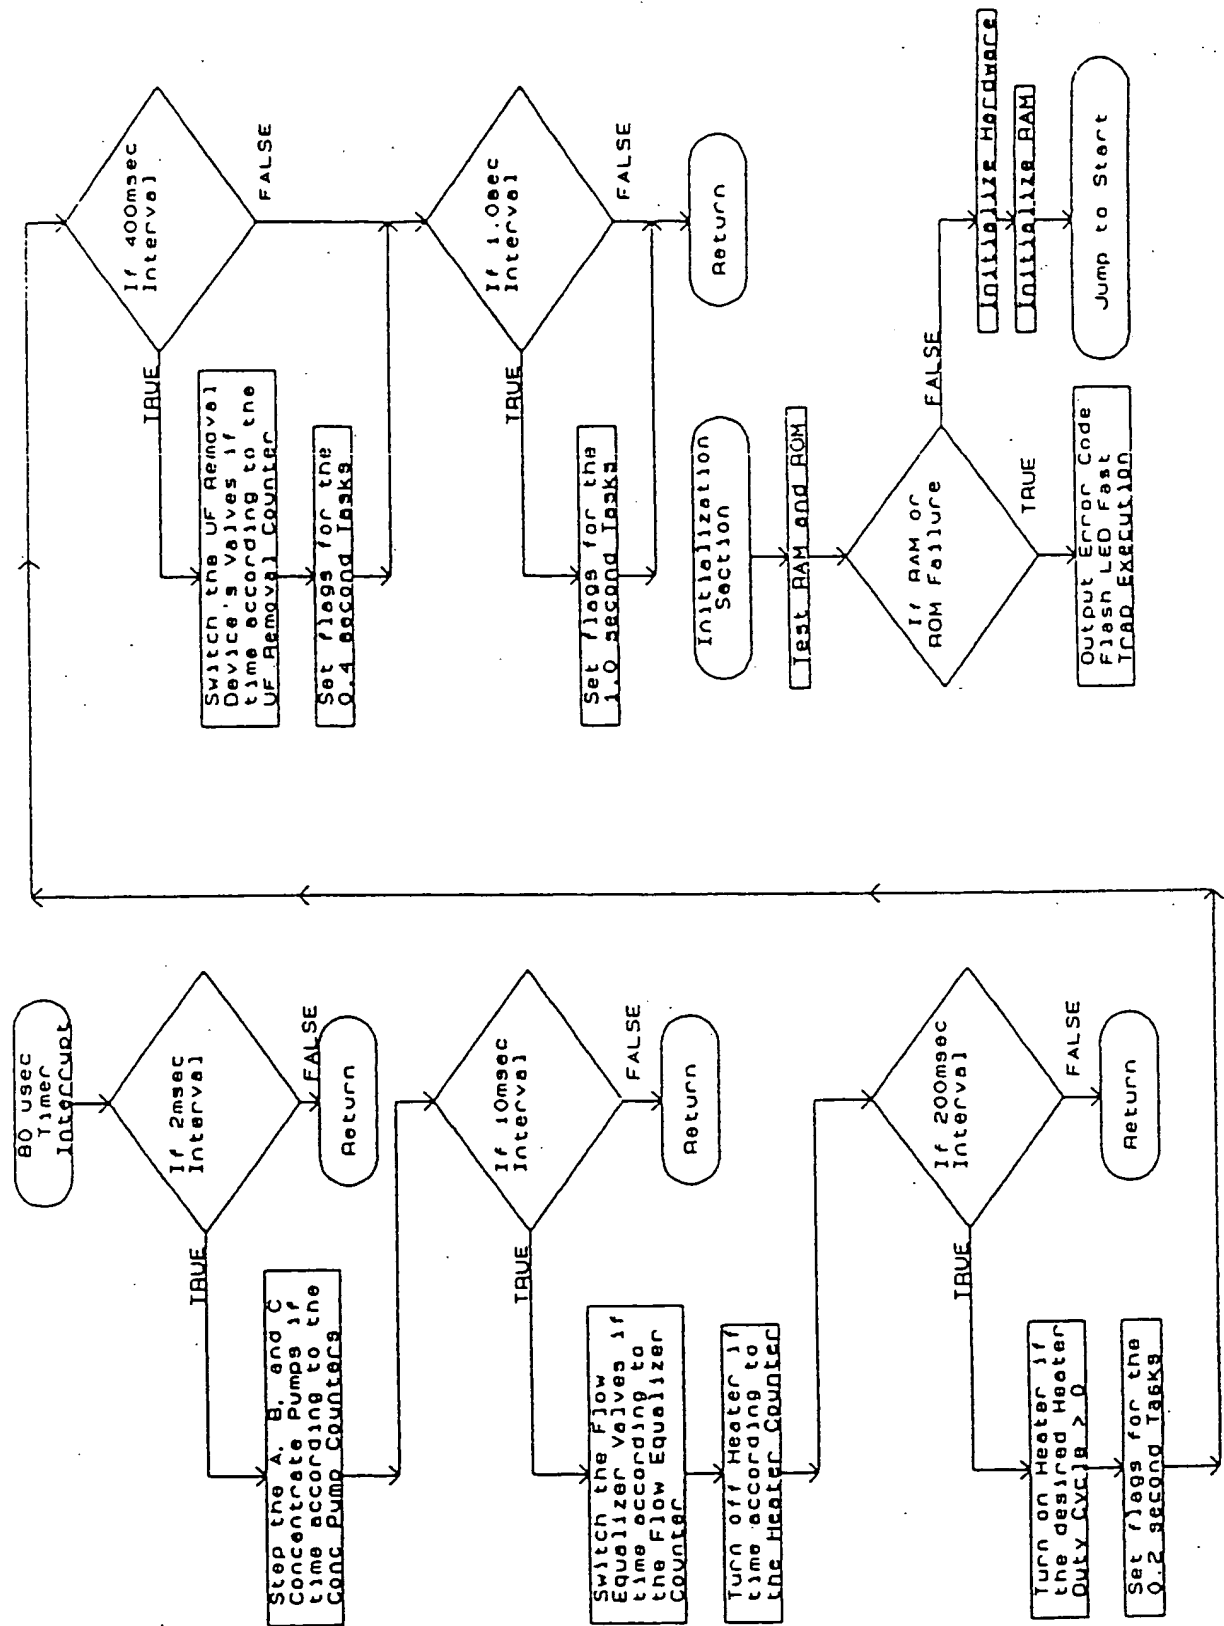 80 usec
Timer
Interrupt
If 2msec
Interval
TRUE
FALSE
Return
Step the A, B, and C
Concentrate Pumps if
time according to the
Conc Pump Counters
If 10msec
Interval
TRUE
FALSE
Return
Switch the Flow
Equalizer Valves if
time according to
the Flow Equalizer
Counter
Turn off Heater if
time according to
the Heater Counter
If 200msec
Interval
TRUE
FALSE
Return
Turn on Heater if
the desired Heater
Duty Cycle > 0
Set flags for the
0.2 second Tasks
If 400msec
Interval
TRUE
FALSE
Switch the UF Removal
Device's Valves if
time according to the
UF Removal Counter
Set flags for the
0.4 second Tasks
If 1.0sec
Interval
TRUE
FALSE
Set flags for the
1.0 second Tasks
Return
Initialization
Section
Test RAM and ROM
If RAM or
ROM Failure
FALSE
TRUE
Initialize Hardware
Initialize RAM
Jump to Start
Output Error Code
Flash LED Fast
Trap Execution